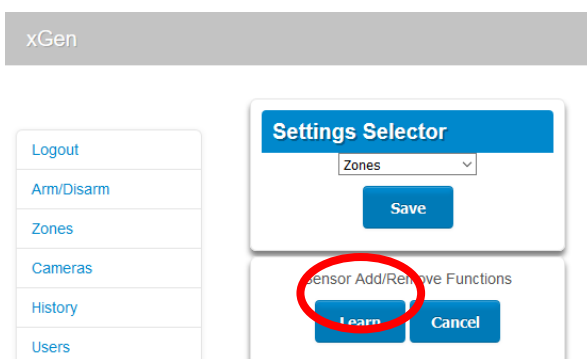 xGen
Logout
Arm/Disarm
Zones
Cameras
History
Users
Settings Selector
Zones
Save
Sensor Add/Remove Functions
Learn
Cancel